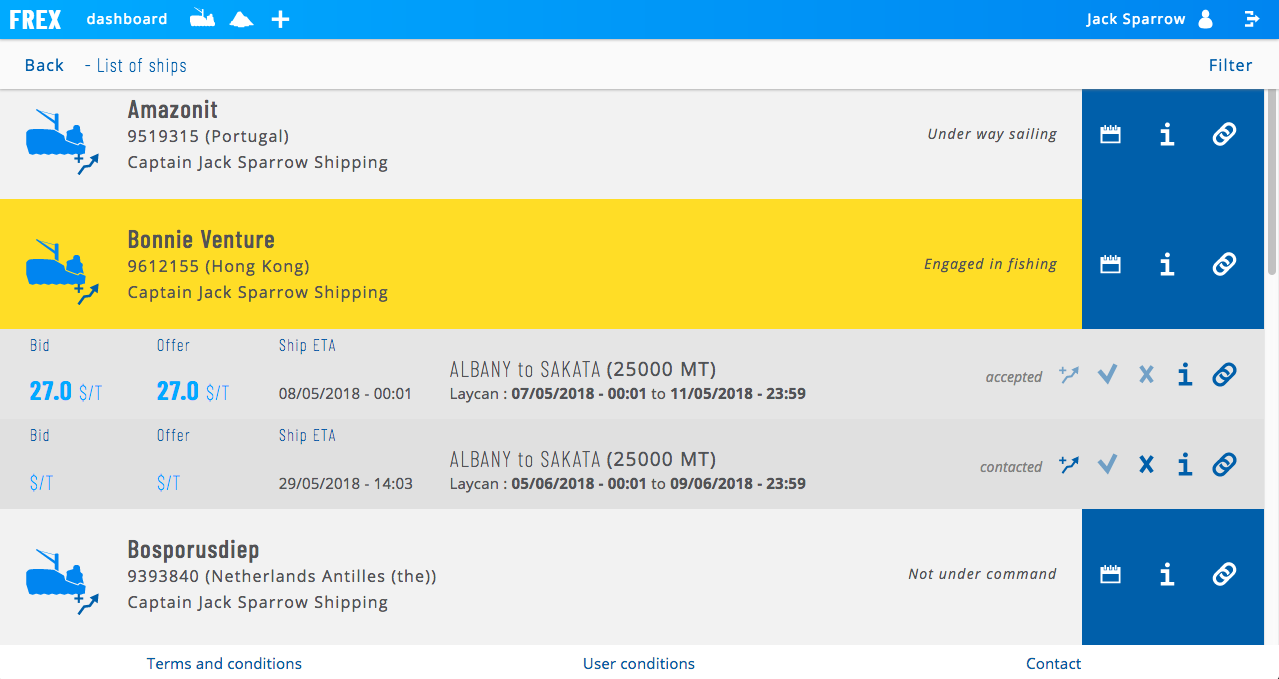 FREX dashboard Jack Sparrow
Back - List of ships Filter
Amazonit
9519315 (Portugal)
Under way sailing
Captain Jack Sparrow Shipping
Bonnie Venture
9612155 (Hong Kong)
Engaged in fishing
Captain Jack Sparrow Shipping
Bid Offer Ship ETA
ALBANY to SAKATA (25000 MT)
accepted
27.0 $/T 27.0 $/T 08/05/2018 - 00:01 Laycan : 07/05/2018 - 00:01 to 11/05/2018 - 23:59
Bid Offer Ship ETA
ALBANY to SAKATA (25000 MT)
contacted
$/T $/T 29/05/2018 - 14:03 Laycan : 05/06/2018 - 00:01 to 09/06/2018 - 23:59
Bosporusdiep
9393840 (Netherlands Antilles (the))
Not under command
Captain Jack Sparrow Shipping
Terms and conditions User conditions Contact